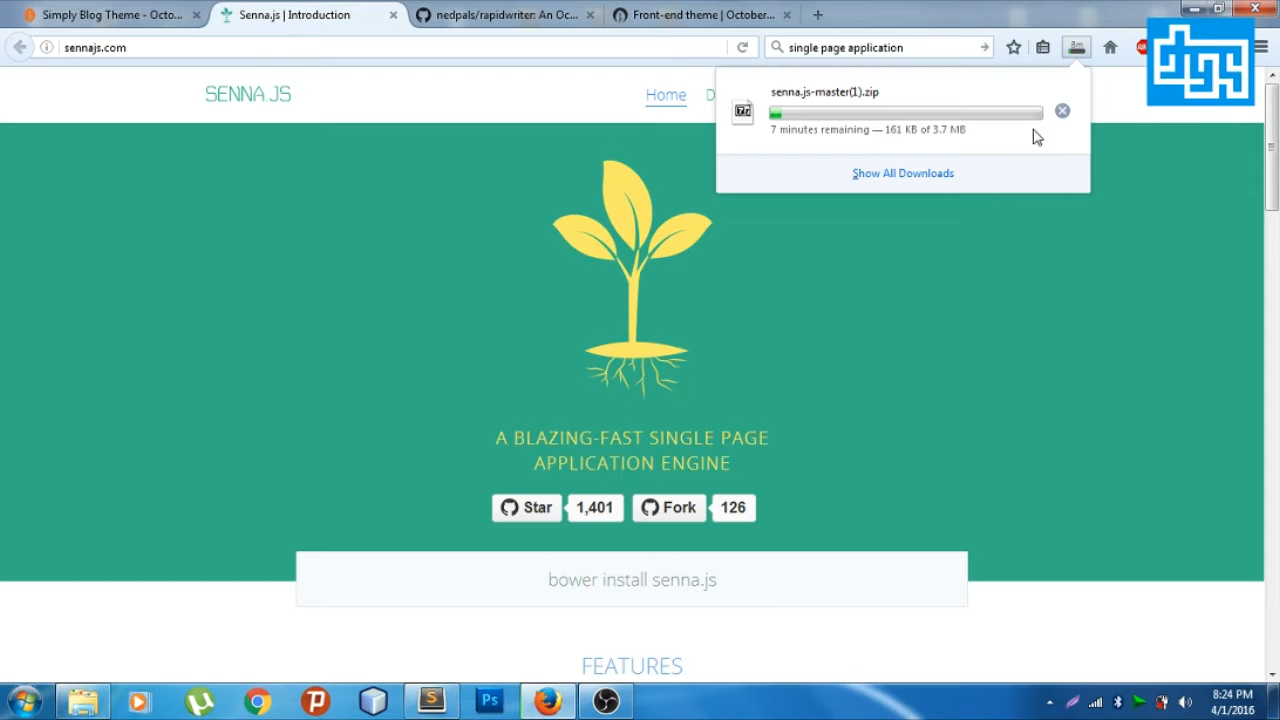 Simply Blog Theme - Octo...
Senna.js | Introduction
nedpals/rapidwriter: An Oc...
Front-end theme | October...
sennajs.com
single page application
dgs
SENNA.JS
Home
D
senna.js-master(1).zip
7 minutes remaining — 161 KB of 3.7 MB
Show All Downloads
A BLAZING-FAST SINGLE PAGE
APPLICATION ENGINE
Star
1,401
Fork
126
bower install senna.js
FEATURES
Ps
8:24 PM
4/1/2016